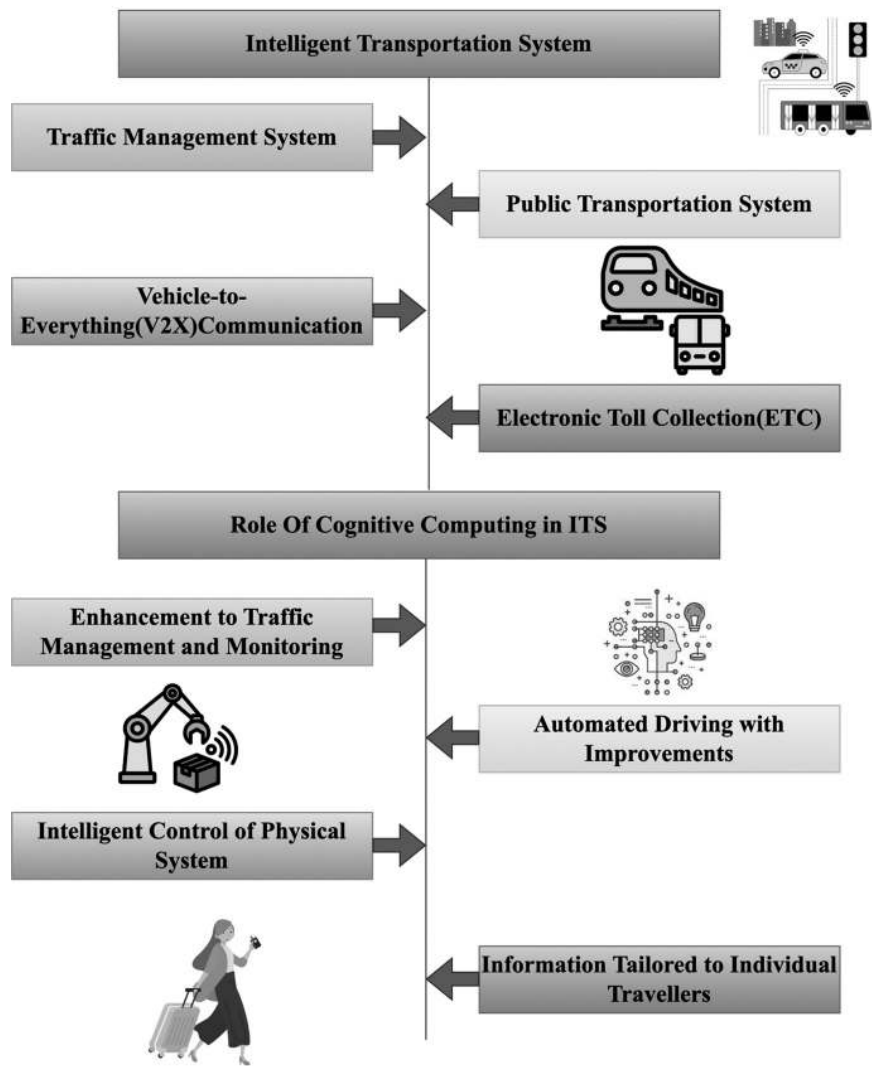 Intelligent Transportation System
Traffic Management System
Public Transportation System
Vehicle-to-
Everything(V2X)Communication
Electronic Toll Collection(ETC)
Role Of Cognitive Computing in ITS
Enhancement to Traffic
Management and Monitoring
Automated Driving with
Improvements
Intelligent Control of Physical
System
Information Tailored to Individual
Travellers